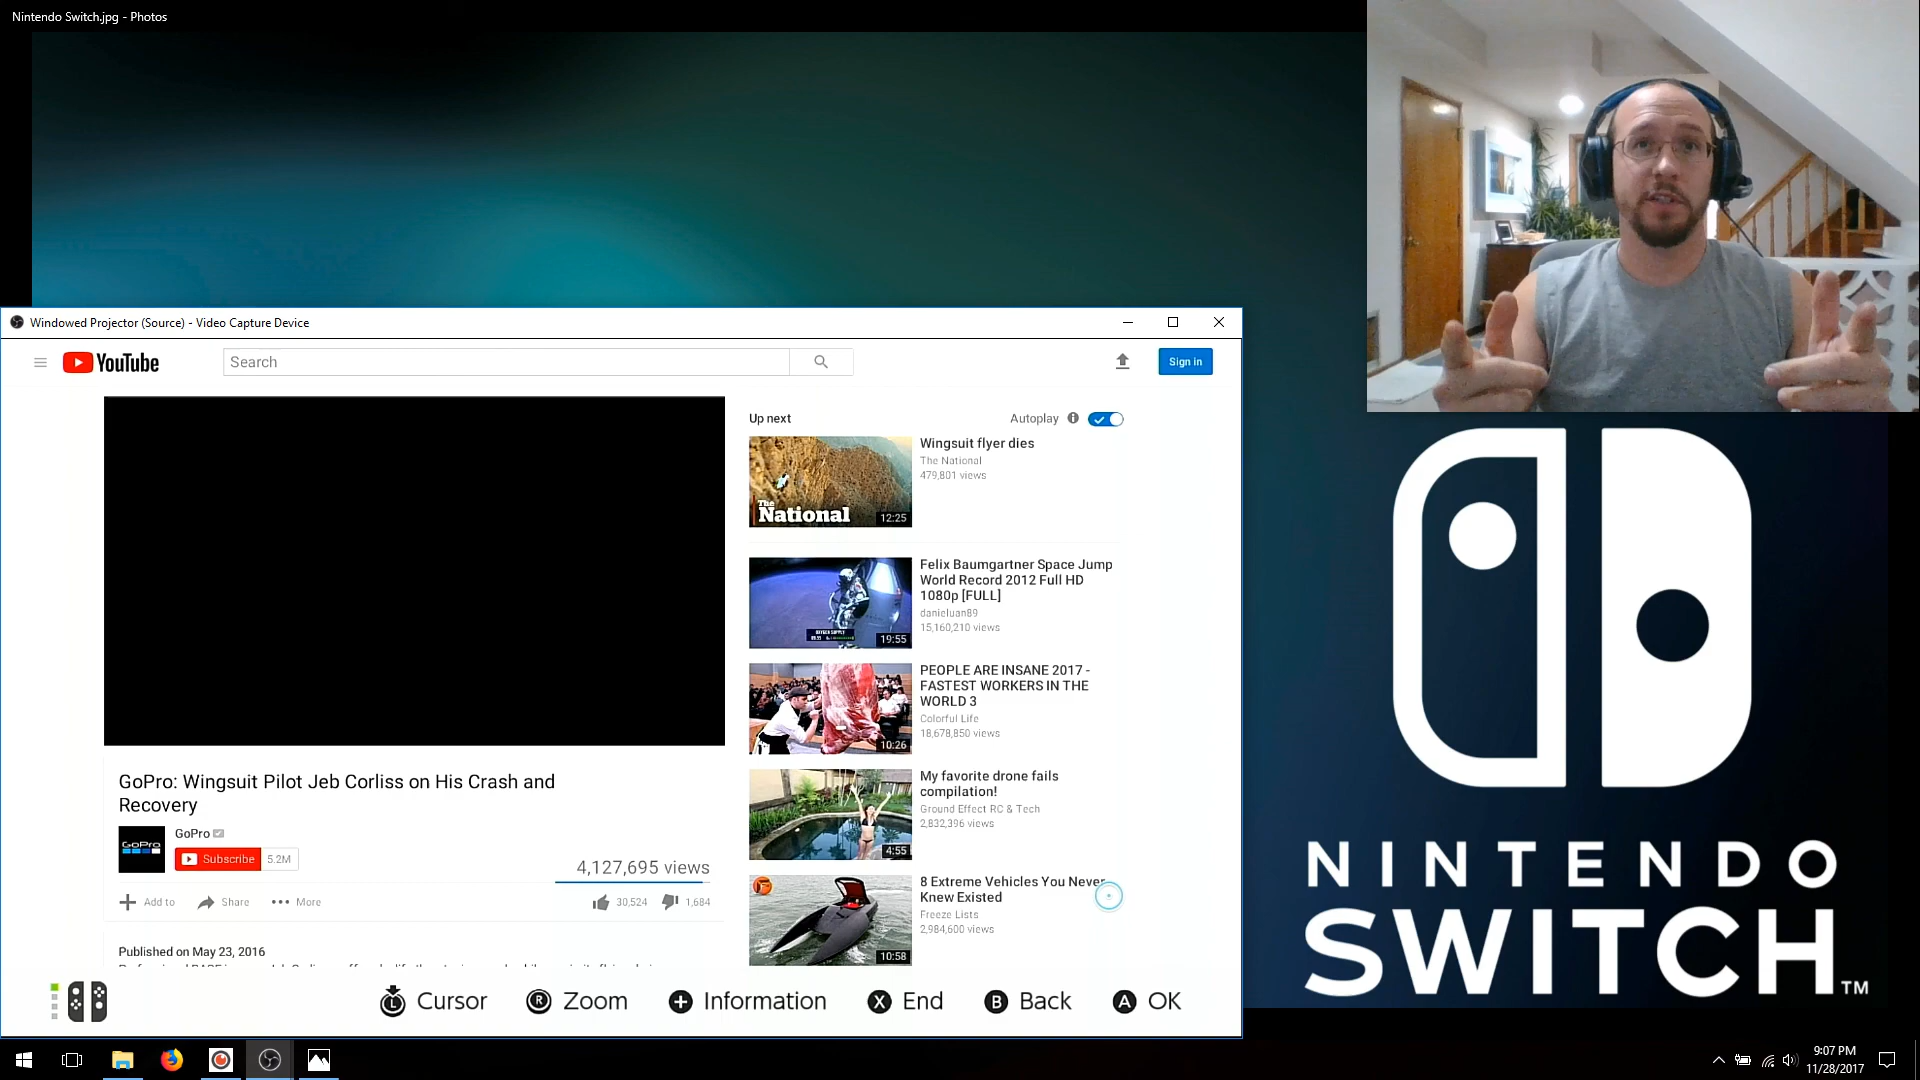 Nintendo Switch.jpg - Photos
Windowed Projector (Source) - Video Capture Device
YouTube
Search
Sign in
Up next
Autoplay
Wingsuit flyer dies
The National
479,801 views
The
National
12:25
Felix Baumgartner Space Jump
World Record 2012 Full HD
1080p [FULL]
danieluan89
15,160,210 views
19:55
PEOPLE ARE INSANE 2017 -
FASTEST WORKERS IN THE
WORLD 3
Colorful Life
18,678,850 views
10:26
My favorite drone fails
compilation!
Ground Effect RC & Tech
2,832,396 views
4:55
8 Extreme Vehicles You Never
Knew Existed
Freeze Lists
2,984,600 views
10:58
GoPro: Wingsuit Pilot Jeb Corliss on His Crash and
Recovery
GoPro
GoPro
Subscribe 5.2M
4,127,695 views
Add to Share More
30,524 1,684
Published on May 23, 2016
L Cursor R Zoom + Information X End B Back A OK
NINTENDO
SWITCH™
9:07 PM
11/28/2017